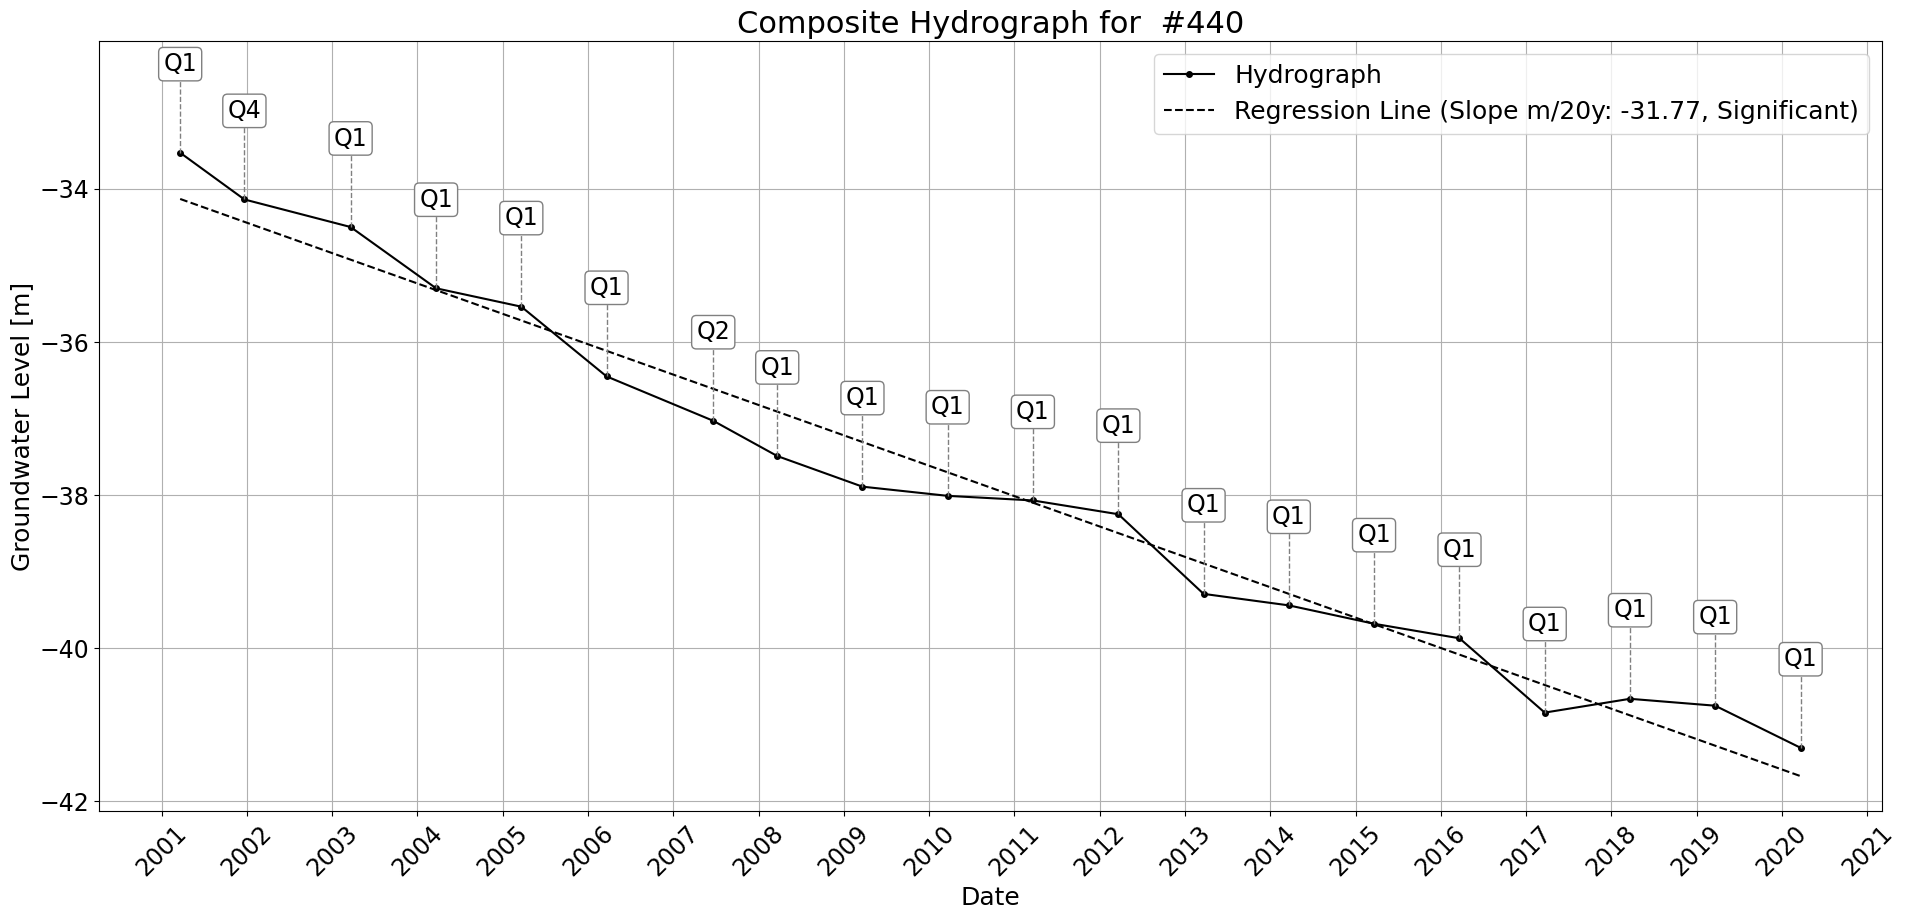 Composite Hydrograph for  #440
Hydrograph
Regression Line (Slope m/20y: -31.77, Significant)
Groundwater Level [m]
−34
−36
−38
−40
−42
Q1
Q4
Q1
Q1
Q1
Q1
Q2
Q1
Q1
Q1
Q1
Q1
Q1
Q1
Q1
Q1
Q1
Q1
Q1
Q1
2001
2002
2003
2004
2005
2006
2007
2008
2009
2010
2011
2012
2013
2014
2015
2016
2017
2018
2019
2020
2021
Date